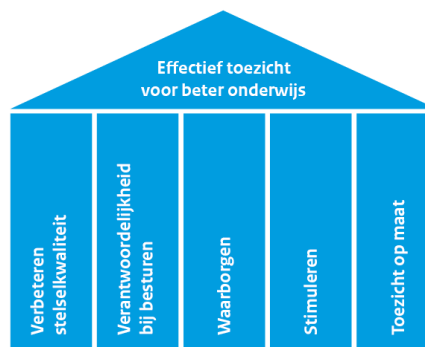 Effectief toezicht
voor beter onderwijs
Verbeteren
stelselkwaliteit
Verantwoordelijkheid
bij besturen
Waarborgen
Stimuleren
Toezicht op maat